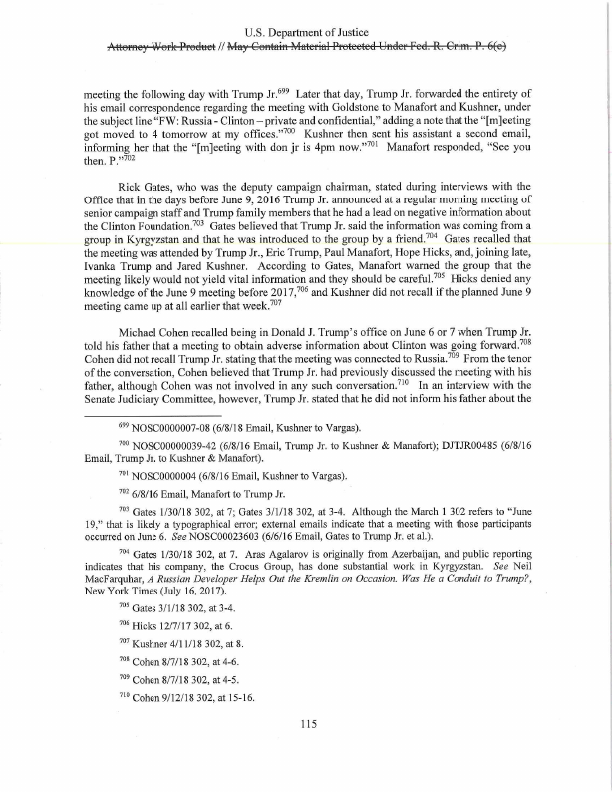 U.S. Department of Justice
Attorney Work Product // May Contain Material Protected Under Fed. R. Crim. P. 6(e)
meeting the following day with Trump Jr.699 Later that day, Trump Jr. forwarded the entirety of
his email correspondence regarding the meeting with Goldstone to Manafort and Kushner, under
the subject line “FW: Russia - Clinton – private and confidential,” adding a note that the “[m]eeting
got moved to 4 tomorrow at my offices.”700 Kushner then sent his assistant a second email,
informing her that the “[m]eeting with don jr is 4pm now.”701 Manafort responded, “See you
then. P.”702
Rick Gates, who was the deputy campaign chairman, stated during interviews with the
Office that in the days before June 9, 2016 Trump Jr. announced at a regular morning meeting of
senior campaign staff and Trump family members that he had a lead on negative information about
the Clinton Foundation.703 Gates believed that Trump Jr. said the information was coming from a
group in Kyrgyzstan and that he was introduced to the group by a friend.704 Gates recalled that
the meeting was attended by Trump Jr., Eric Trump, Paul Manafort, Hope Hicks, and, joining late,
Ivanka Trump and Jared Kushner. According to Gates, Manafort warned the group that the
meeting likely would not yield vital information and they should be careful.705 Hicks denied any
knowledge of the June 9 meeting before 2017,706 and Kushner did not recall if the planned June 9
meeting came up at all earlier that week.707
Michael Cohen recalled being in Donald J. Trump’s office on June 6 or 7 when Trump Jr.
told his father that a meeting to obtain adverse information about Clinton was going forward.708
Cohen did not recall Trump Jr. stating that the meeting was connected to Russia.709 From the tenor
of the conversation, Cohen believed that Trump Jr. had previously discussed the meeting with his
father, although Cohen was not involved in any such conversation.710 In an interview with the
Senate Judiciary Committee, however, Trump Jr. stated that he did not inform his father about the
699 NOSC0000007-08 (6/8/18 Email, Kushner to Vargas).
700 NOSC00000039-42 (6/8/16 Email, Trump Jr. to Kushner & Manafort); DJTJR00485 (6/8/16
Email, Trump Jr. to Kushner & Manafort).
701 NOSC0000004 (6/8/16 Email, Kushner to Vargas).
702 6/8/16 Email, Manafort to Trump Jr.
703 Gates 1/30/18 302, at 7; Gates 3/1/18 302, at 3-4. Although the March 1 302 refers to “June
19,” that is likely a typographical error; external emails indicate that a meeting with those participants
occurred on June 6. See NOSC00023603 (6/6/16 Email, Gates to Trump Jr. et al.).
704 Gates 1/30/18 302, at 7. Aras Agalarov is originally from Azerbaijan, and public reporting
indicates that his company, the Crocus Group, has done substantial work in Kyrgyzstan. See Neil
MacFarquhar, A Russian Developer Helps Out the Kremlin on Occasion. Was He a Conduit to Trump?,
New York Times (July 16, 2017).
705 Gates 3/1/18 302, at 3-4.
706 Hicks 12/7/17 302, at 6.
707 Kushner 4/11/18 302, at 8.
708 Cohen 8/7/18 302, at 4-6.
709 Cohen 8/7/18 302, at 4-5.
710 Cohen 9/12/18 302, at 15-16.
115